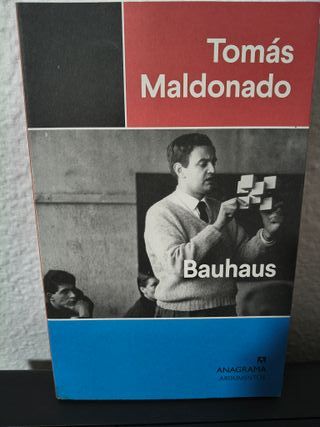 Tomás
Maldonado
Bauhaus
ANAGRAMA
ARGUMENTOS